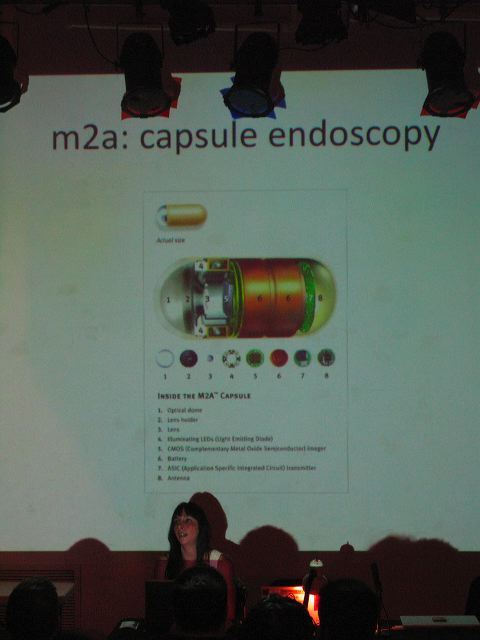 m2a: capsule endoscopy
Actual size
4
1 2 3 5 6 6 7 8
4
1 2 3 4 5 6 7 8
INSIDE THE M2A™ CAPSULE
1. Optical dome
2. Lens holder
3. Lens
4. Illuminating LEDs (Light Emitting Diode)
5. CMOS (Complementary Metal Oxide Semiconductor) imager
6. Battery
7. ASIC (Application Specific Integrated Circuit) transmitter
8. Antenna